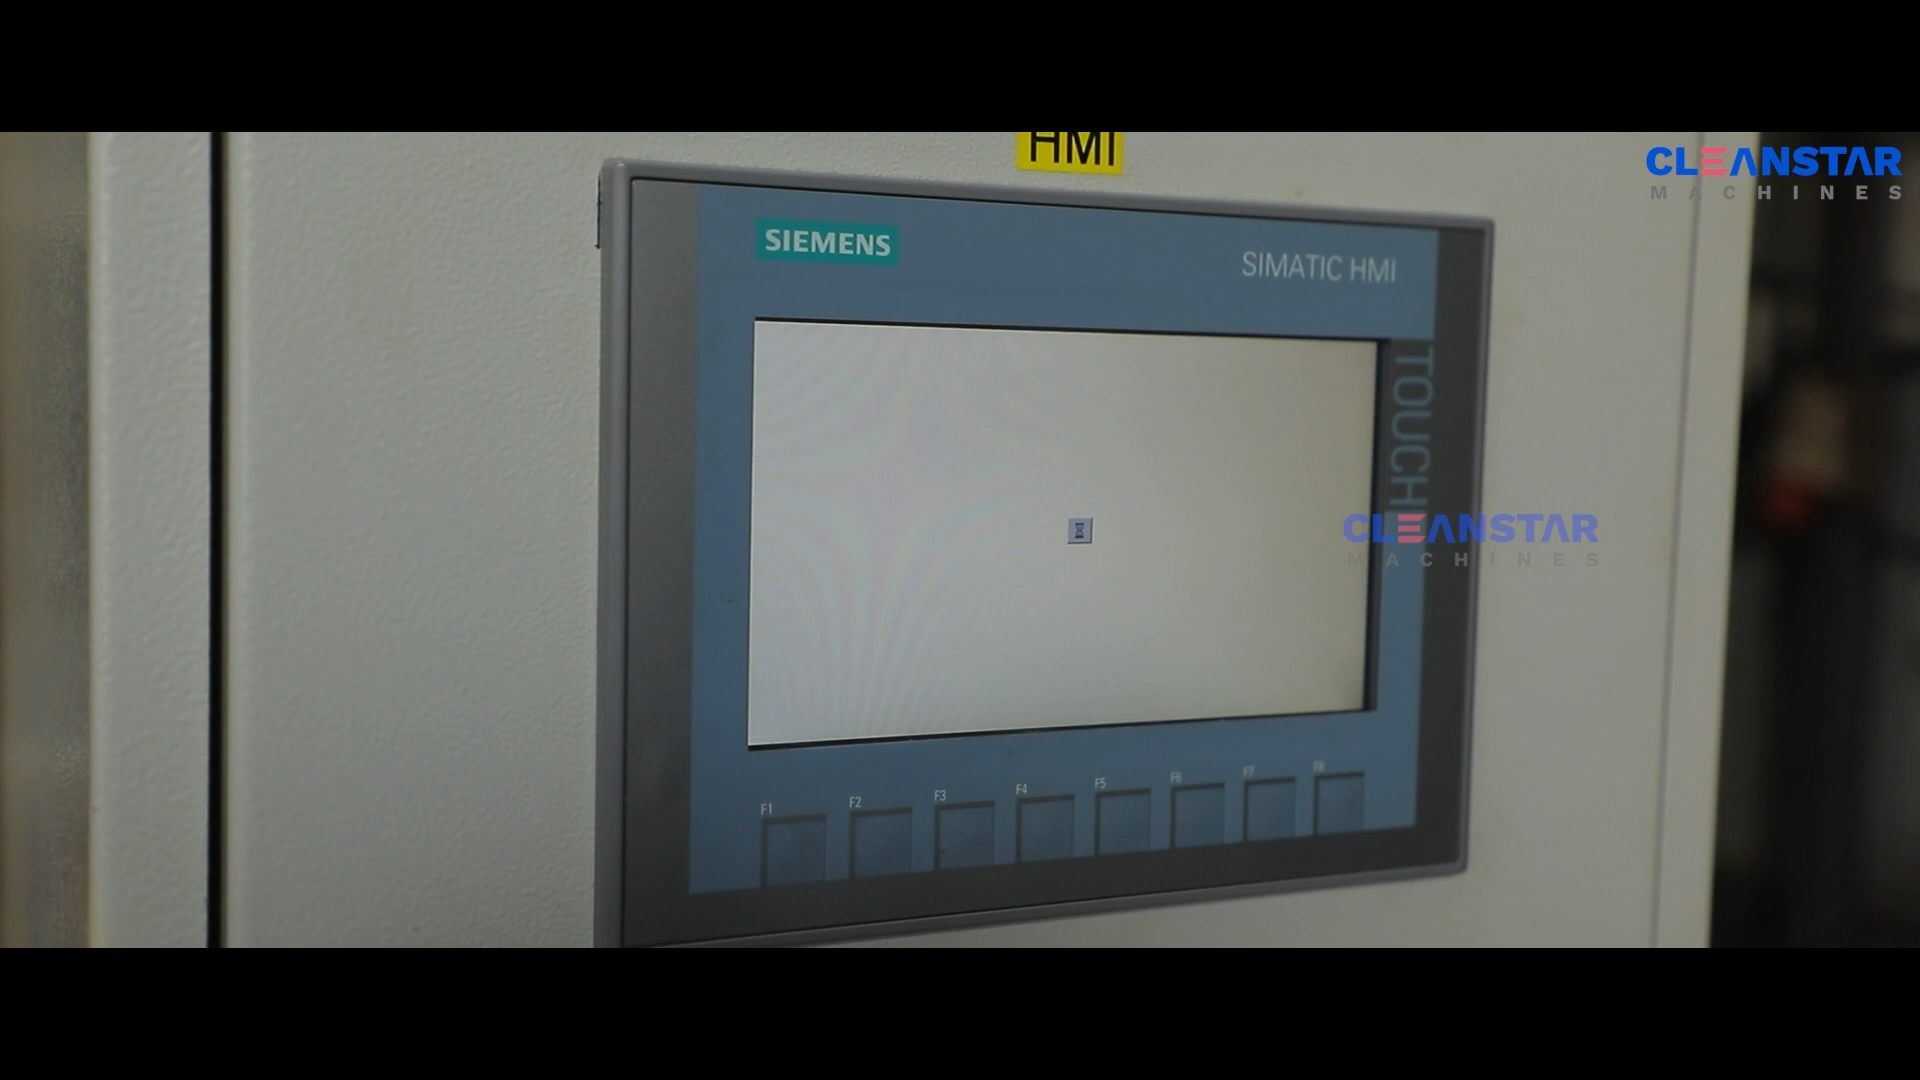 HMI
CLEANSTAR
MACHINES
SIEMENS
SIMATIC HMI
TOUCH
CLEANSTAR
MACHINES
F1
F2
F3
F4
F5
F6
F7
F8